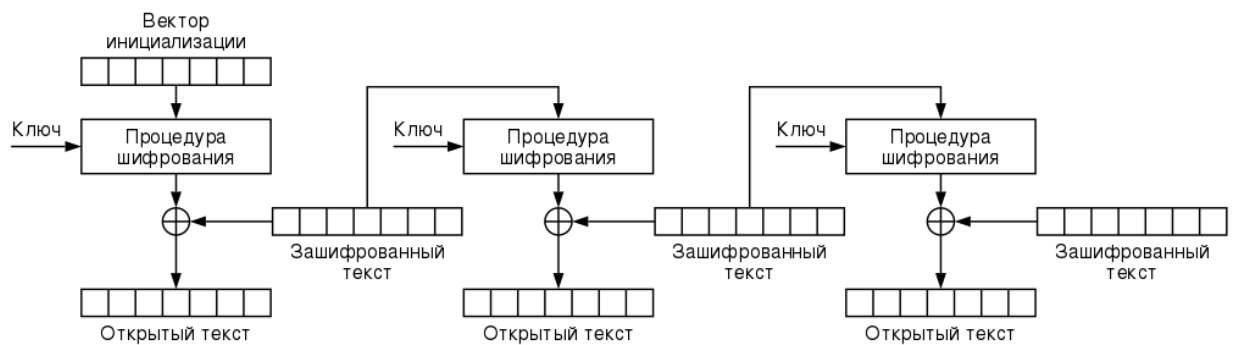 Вектор
инициализации
Ключ
Процедура
шифрования
Ключ
Процедура
шифрования
Ключ
Процедура
шифрования
Зашифрованный
текст
Зашифрованный
текст
Зашифрованный
текст
Открытый текст
Открытый текст
Открытый текст